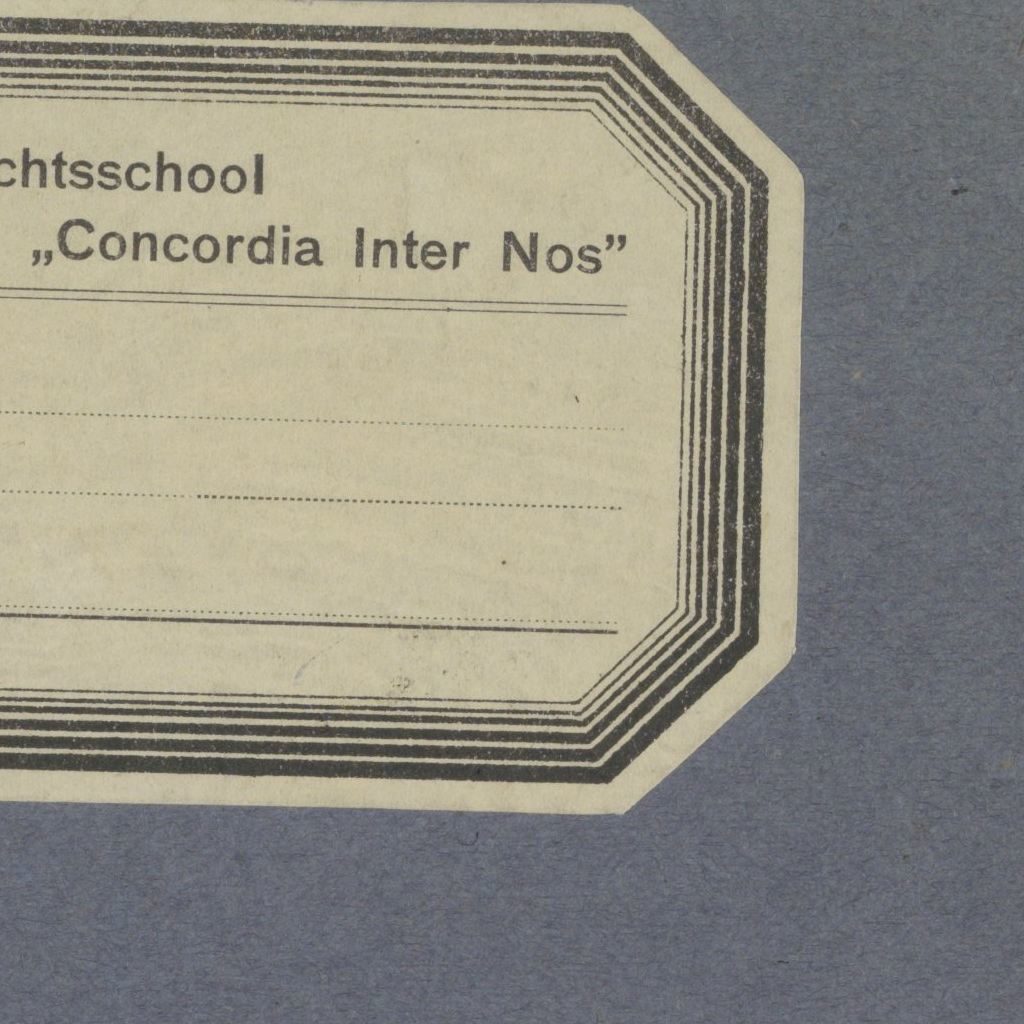 chtsschool
„Concordia Inter Nos”